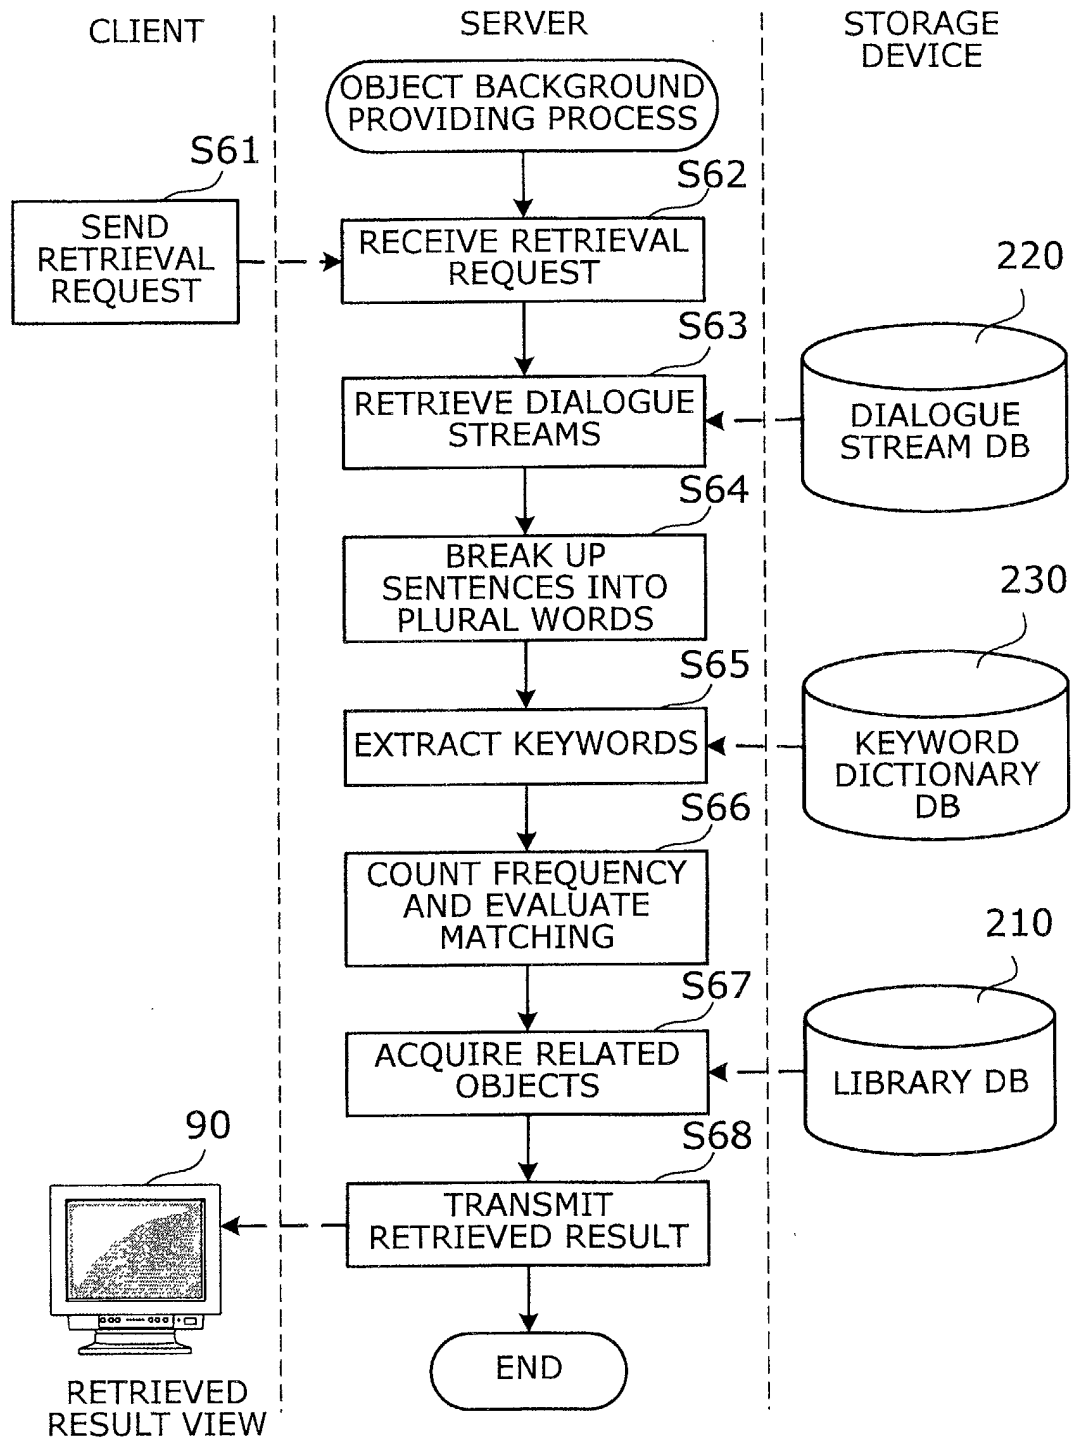 CLIENT
SERVER
STORAGE
DEVICE
OBJECT BACKGROUND
PROVIDING PROCESS
S61
SEND
RETRIEVAL
REQUEST
S62
RECEIVE RETRIEVAL
REQUEST
S63
RETRIEVE DIALOGUE
STREAMS
220
DIALOGUE
STREAM DB
S64
BREAK UP
SENTENCES INTO
PLURAL WORDS
S65
EXTRACT KEYWORDS
230
KEYWORD
DICTIONARY
DB
S66
COUNT FREQUENCY
AND EVALUATE
MATCHING
S67
ACQUIRE RELATED
OBJECTS
210
LIBRARY DB
S68
TRANSMIT
RETRIEVED RESULT
90
RETRIEVED
RESULT VIEW
END